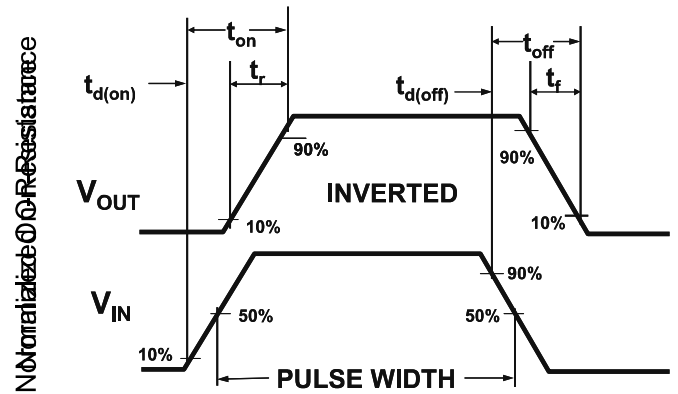 ton
toff
tr
tf
td(on)
td(off)
90%
90%
VOUT
INVERTED
10%
10%
90%
VIN
50%
50%
10%
PULSE WIDTH